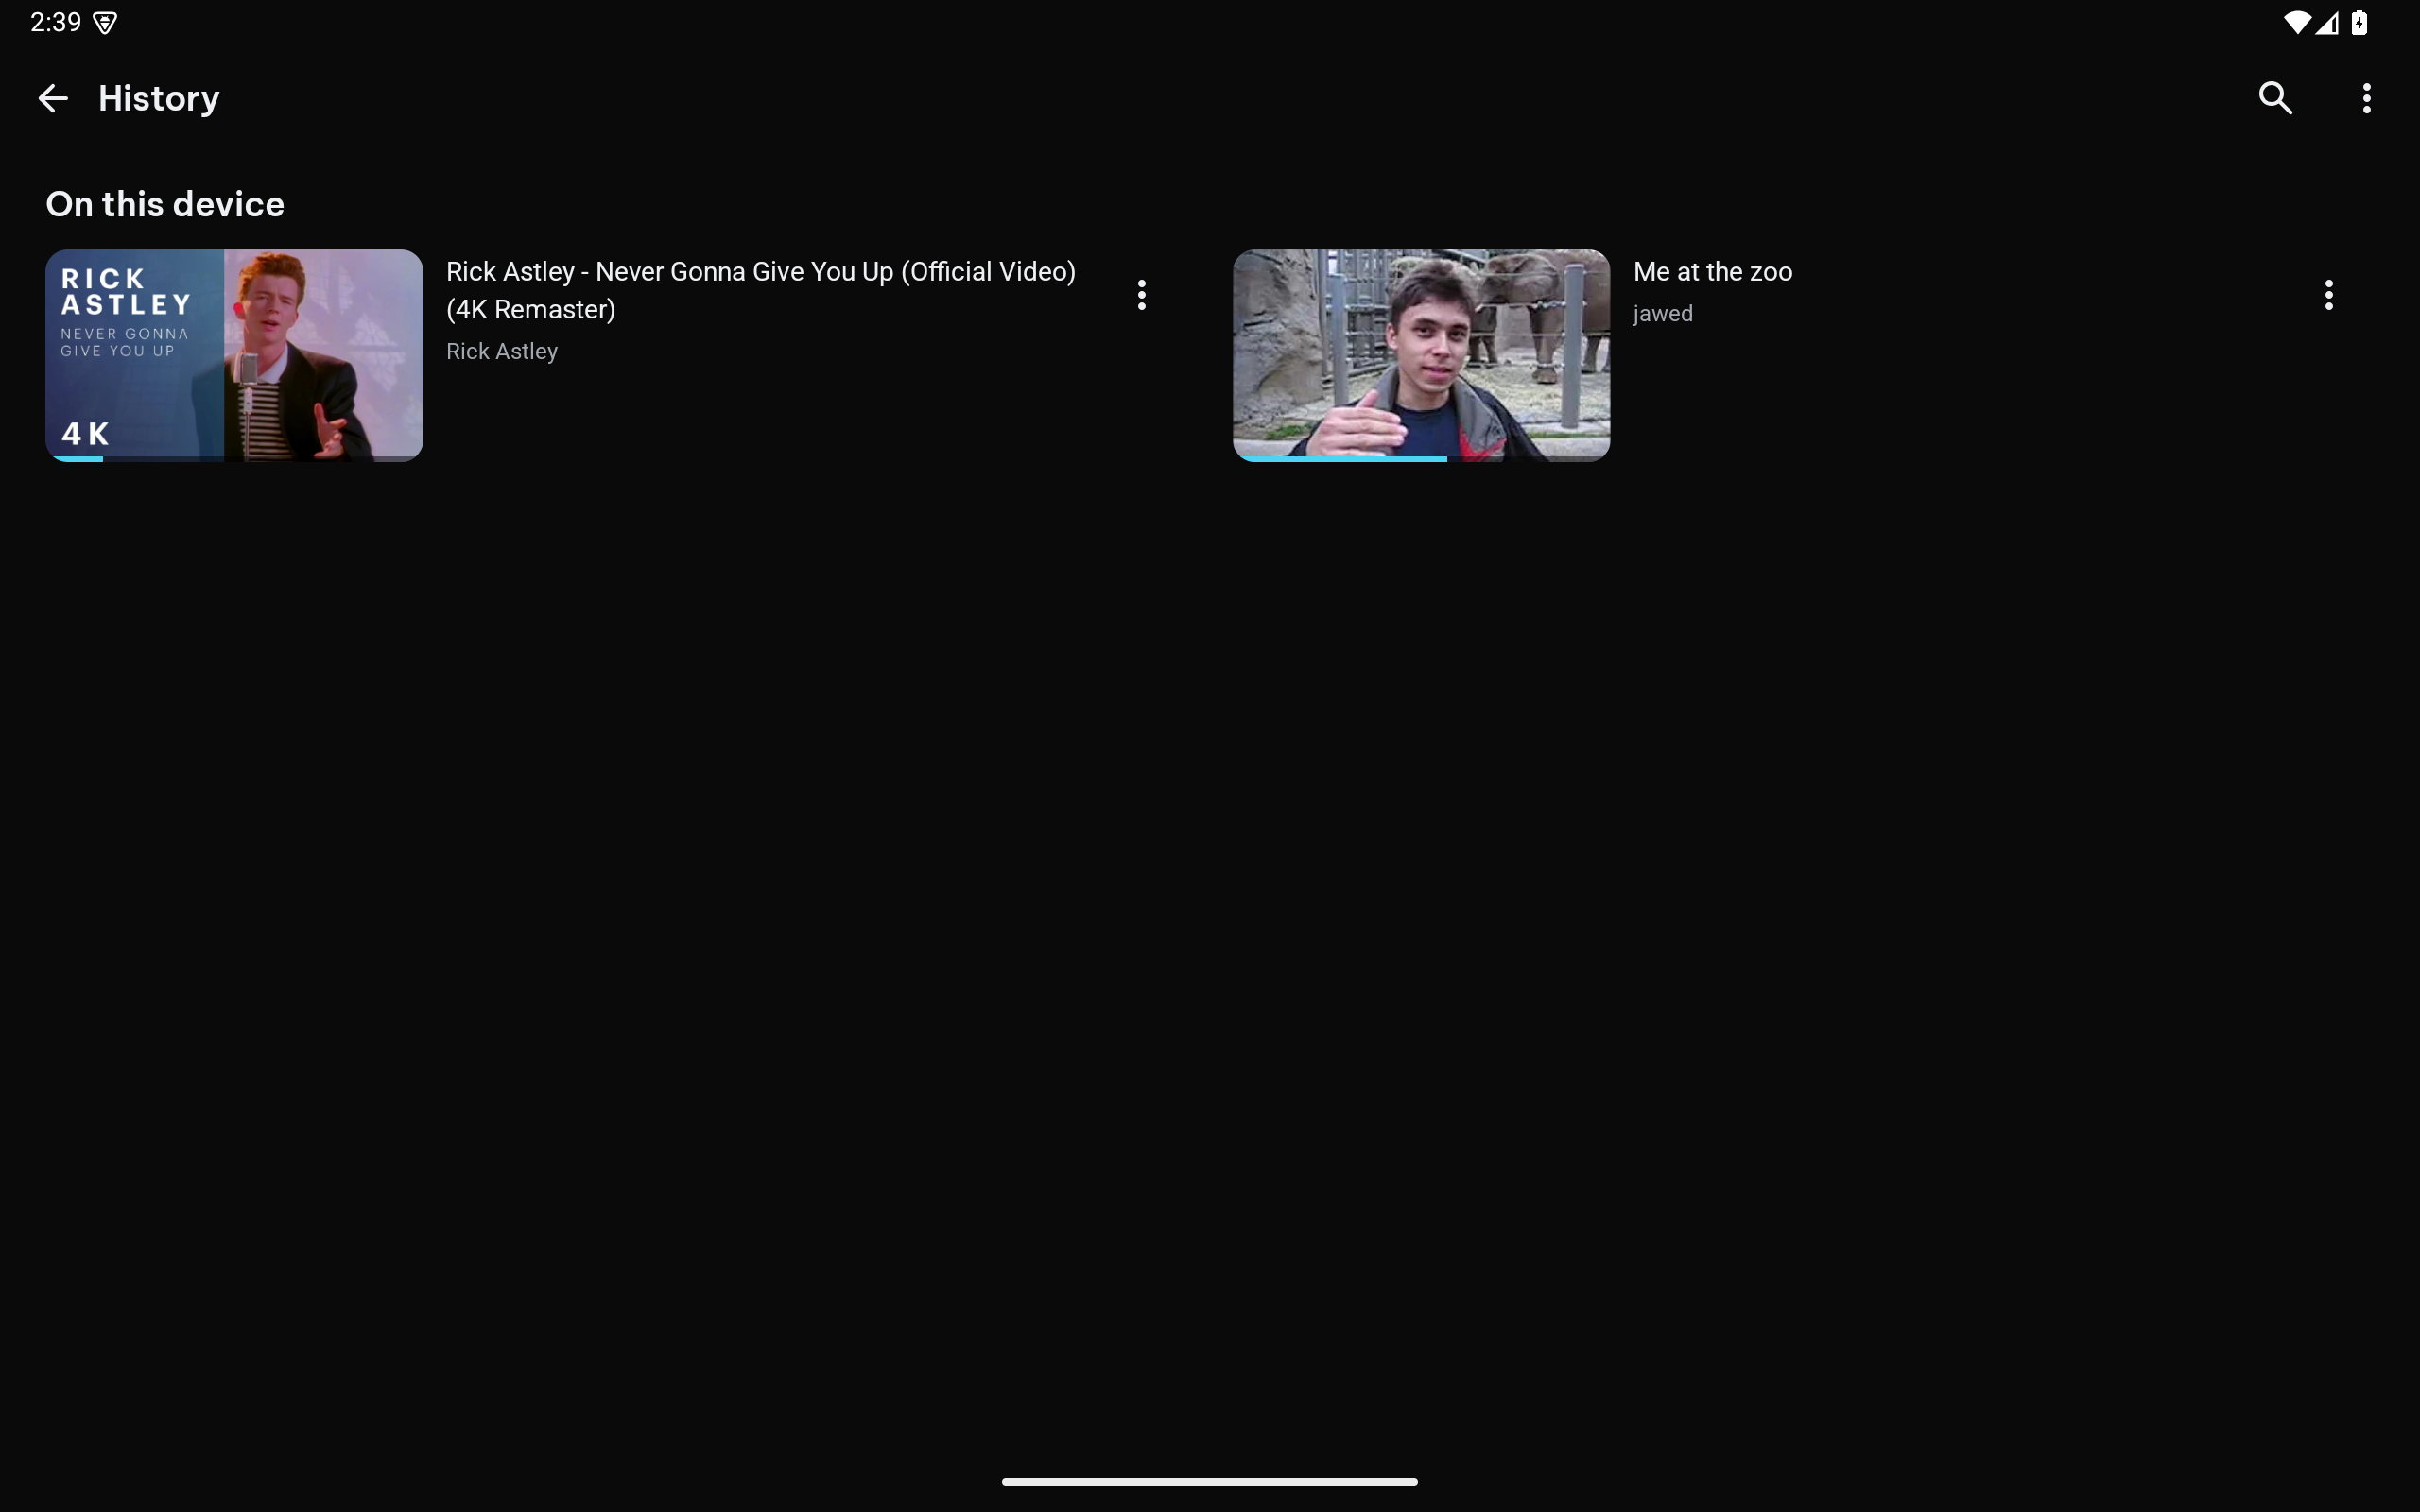 2:39
History
On this device
RICK
ASTLEY
NEVER GONNA
GIVE YOU UP
4K
Rick Astley - Never Gonna Give You Up (Official Video)
(4K Remaster)
Rick Astley
Me at the zoo
jawed